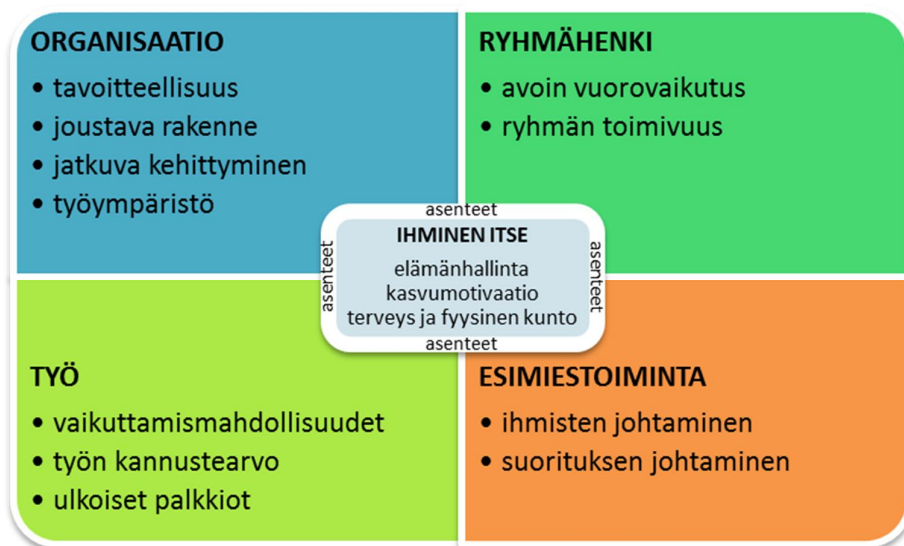 ORGANISAATIO
• tavoitteellisuus
• joustava rakenne
• jatkuva kehittyminen
• työympäristö
RYHMÄHENKI
• avoin vuorovaikutus
• ryhmän toimivuus
asenteet
asenteet
IHMINEN ITSE
elämänhallinta
kasvumotivaatio
terveys ja fyysinen kunto
asenteet
asenteet
TYÖ
• vaikuttamismahdollisuudet
• työn kannustearvo
• ulkoiset palkkiot
ESIMIESTOIMINTA
• ihmisten johtaminen
• suorituksen johtaminen